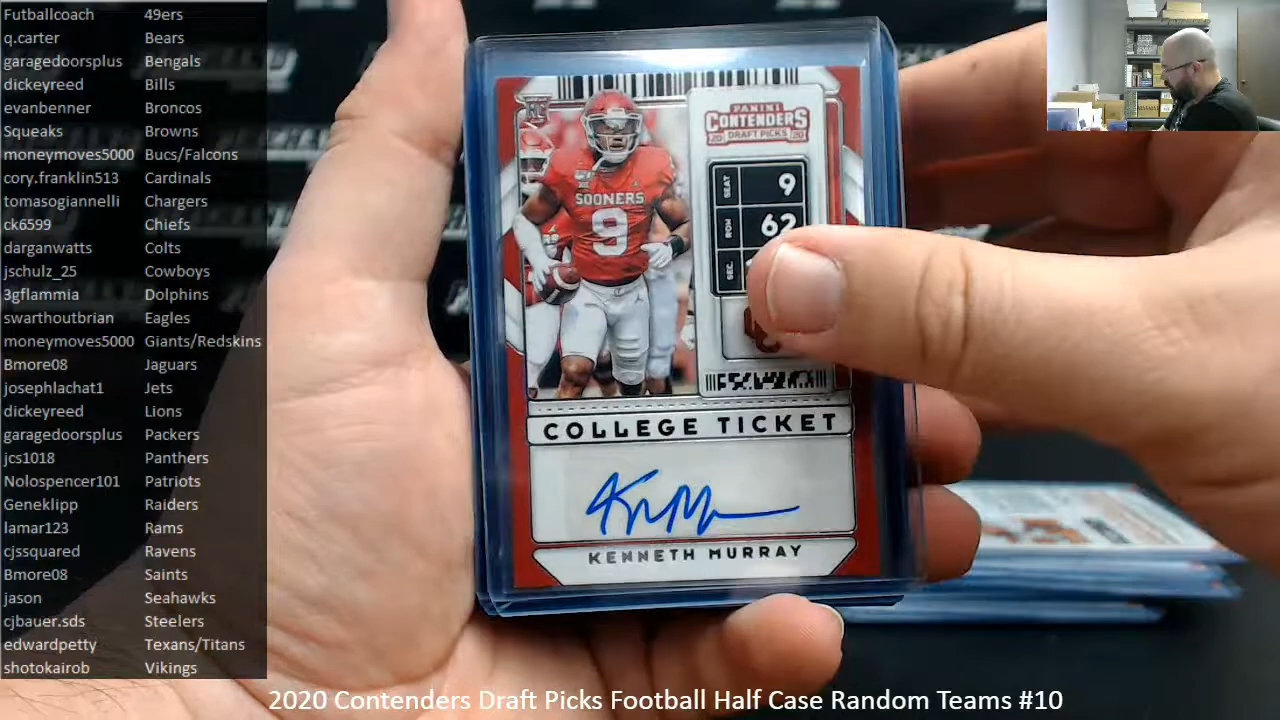 Futballcoach 49ers
q.carter Bears
garagedoorsplus Bengals
dickeyreed Bills
evanbenner Broncos
Squeaks Browns
moneymoves5000 Bucs/Falcons
cory.franklin513 Cardinals
tomasogiannelli Chargers
ck6599 Chiefs
darganwatts Colts
jschulz_25 Cowboys
3gflammia Dolphins
swarthoutbrian Eagles
moneymoves5000 Giants/Redskins
Bmore08 Jaguars
josephlachat1 Jets
dickeyreed Lions
garagedoorsplus Packers
jcs1018 Panthers
Nolospencer101 Patriots
Geneklipp Raiders
lamar123 Rams
cjssquared Ravens
Bmore08 Saints
jason Seahawks
cjbauer.sds Steelers
edwardpetty Texans/Titans
shotokairob Vikings
RC
PANINI
CONTENDERS
20 DRAFT PICKS 20
SEAT 9
ROW 62
SEC.
SOONERS
9
COLLEGE TICKET
KENNETH MURRAY
2020 Contenders Draft Picks Football Half Case Random Teams #10